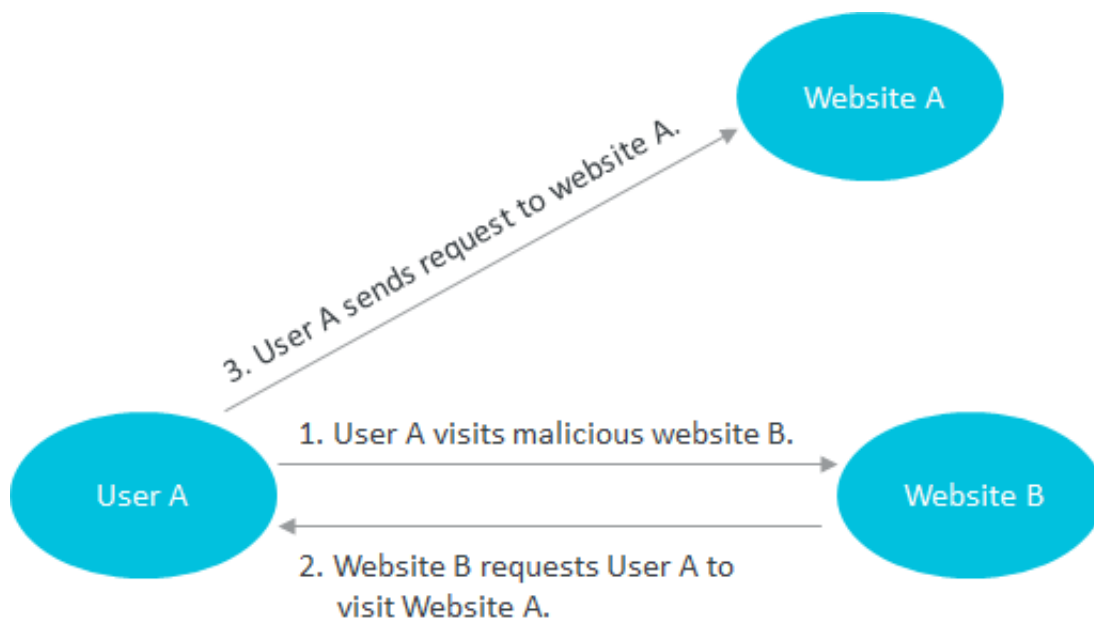 Website A
3. User A sends request to website A.
1. User A visits malicious website B.
User A
Website B
2. Website B requests User A to
visit Website A.